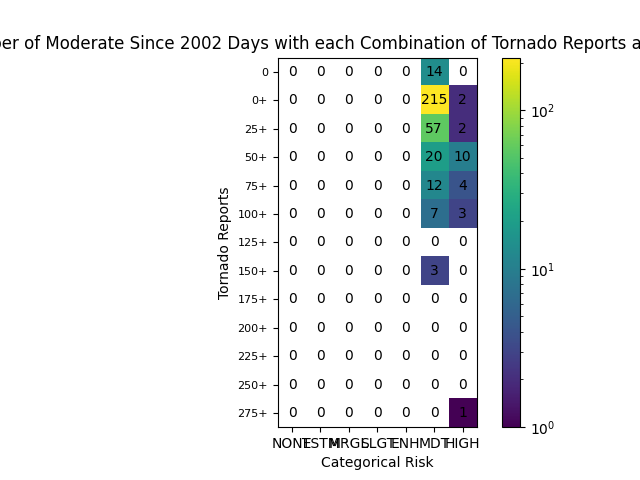 er of Moderate Since 2002 Days with each Combination of Tornado Reports a
0 0 0 0 0 0 14 0
0+ 0 0 0 0 0 215 2
25+ 0 0 0 0 0 57 2
50+ 0 0 0 0 0 20 10
75+ 0 0 0 0 0 12 4
100+ 0 0 0 0 0 7 3
125+ 0 0 0 0 0 0 0
150+ 0 0 0 0 0 3 0
175+ 0 0 0 0 0 0 0
200+ 0 0 0 0 0 0 0
225+ 0 0 0 0 0 0 0
250+ 0 0 0 0 0 0 0
275+ 0 0 0 0 0 0 1
NONE TSTM MRGL SLGT ENH MDT HIGH
Categorical Risk
Tornado Reports
10²
10¹
10⁰